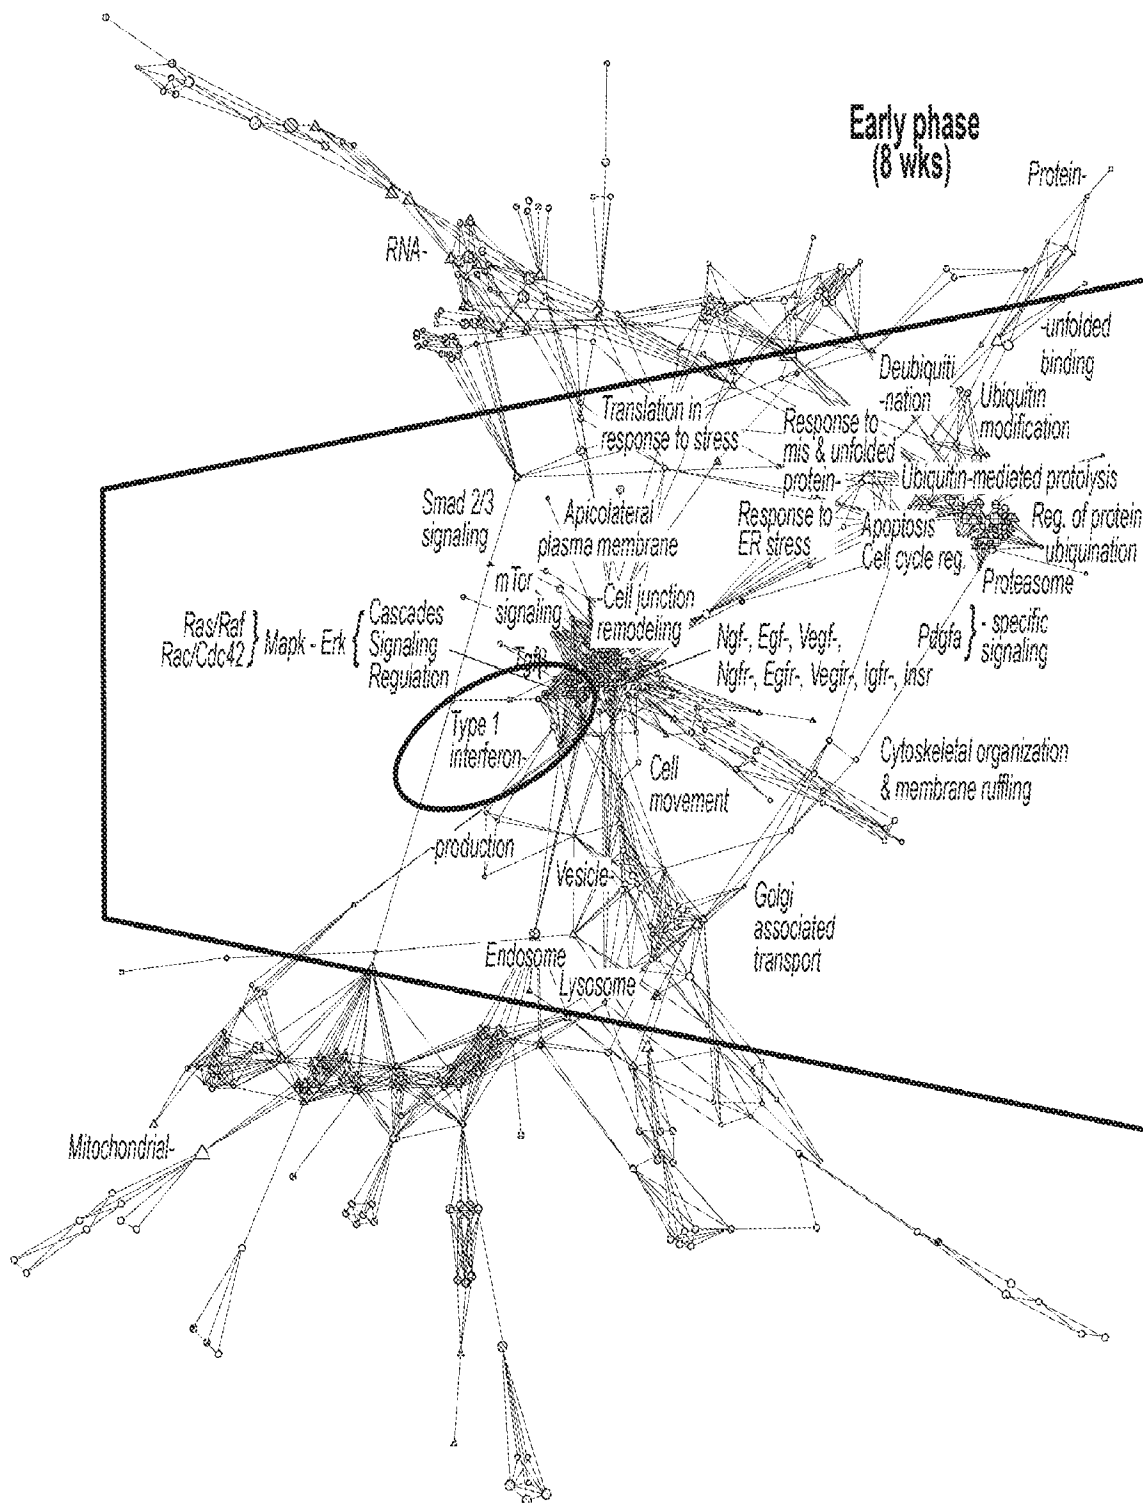 Early phase
(8 wks)
Protein-
RNA-
-unfolded
binding
Deubiquiti
-nation
Ubiquitin
modification
Translation in
response to stress
Response to
mis & unfolded
protein-
Ubiquitin-mediated protolysis
Smad 2/3
signaling
Apicolateral
plasma membrane
Response to
ER stress
Apoptosis
Cell cycle reg.
Reg. of protein
ubiquination
Proteasome
mTor
signaling
-Cell junction
remodeling
Ras/Raf
Rac/Cdc42
} Mapk - Erk {
Cascades
Signaling
Regulation
Ngf-, Egf-, Vegf-,
Ngfr-, Egfr-, Vegfr-, Igfr-, Insr
Pdgfa
} - specific
signaling
Type 1
interferon-
Cell
movement
Cytoskeletal organization
& membrane ruffling
-production
Vesicle-
Golgi
associated
transport
Endosome
Lysosome
Mitochondrial-